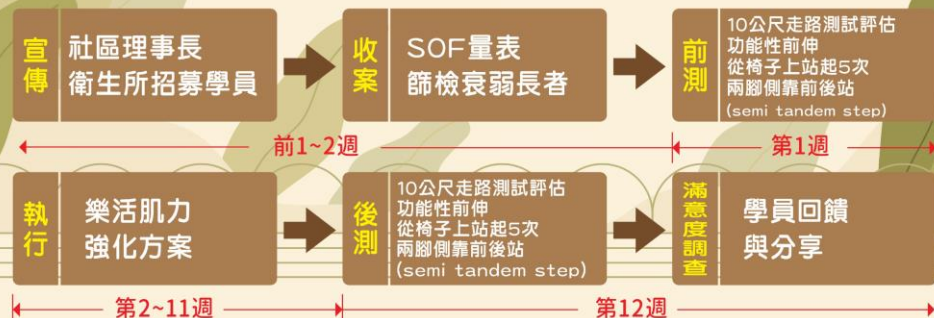 宣傳
社區理事長
衛生所招募學員
收案
SOF量表
篩檢衰弱長者
前測
10公尺走路測試評估
功能性前伸
從椅子上站起5次
兩腳側靠前後站
(semi tandem step)
前1~2週
第1週
執行
樂活肌力
強化方案
後測
10公尺走路測試評估
功能性前伸
從椅子上站起5次
兩腳側靠前後站
(semi tandem step)
滿意度調查
學員回饋
與分享
第2~11週
第12週